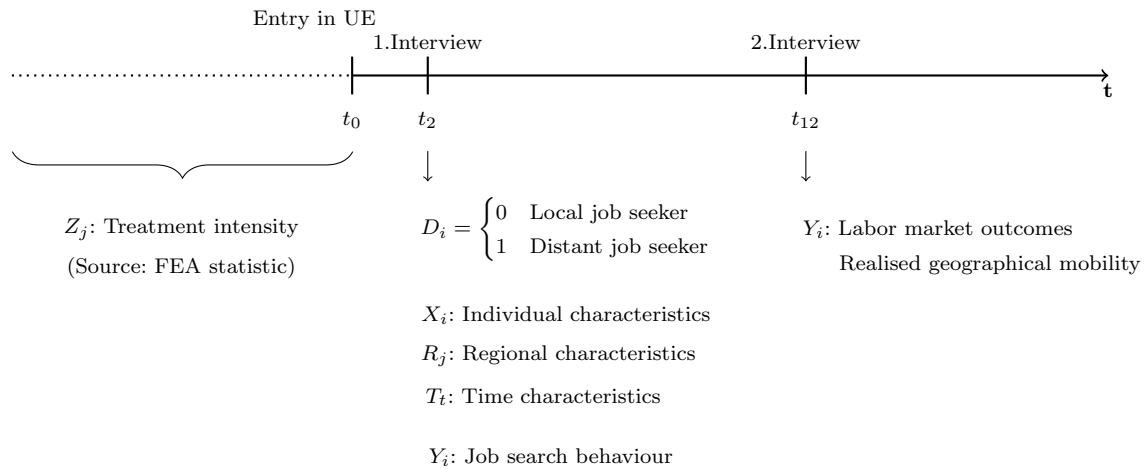 Entry in UE
1.Interview
2.Interview
t
t₀
t₂
t₁₂
Zⱼ: Treatment intensity
(Source: FEA statistic)
Dᵢ = { 0 Local job seeker
1 Distant job seeker
Yᵢ: Labor market outcomes
Realised geographical mobility
Xᵢ: Individual characteristics
Rⱼ: Regional characteristics
Tₜ: Time characteristics
Yᵢ: Job search behaviour